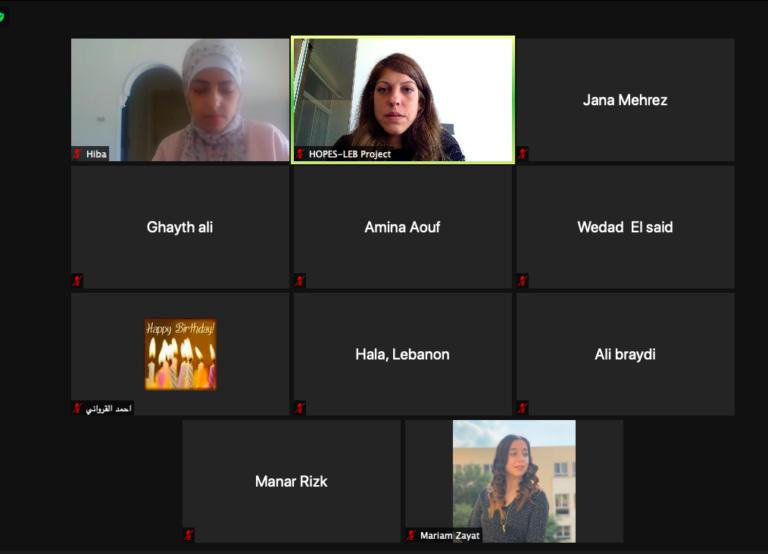 Hiba
HOPES-LEB Project
Jana Mehrez
Ghayth ali
Amina Aouf
Wedad El said
Happy Birthday!
احمد القرواني
Hala, Lebanon
Ali braydi
Manar Rizk
Mariam Zayat